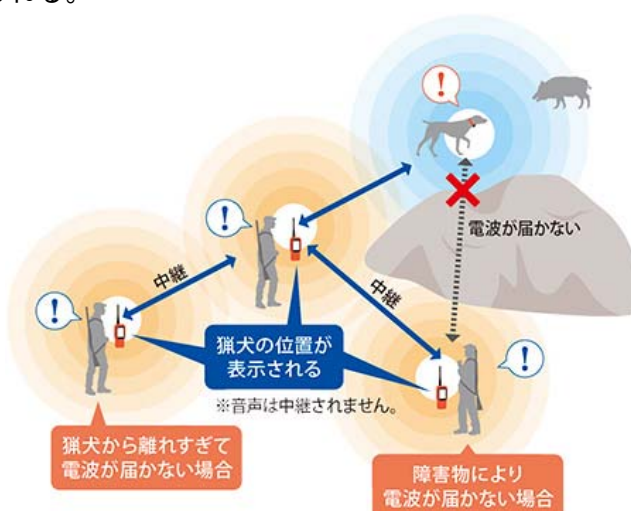 電波が届かない
中継
中継
猟犬の位置が
表示される
※音声は中継されません。
猟犬から離れすぎて
電波が届かない場合
障害物により
電波が届かない場合